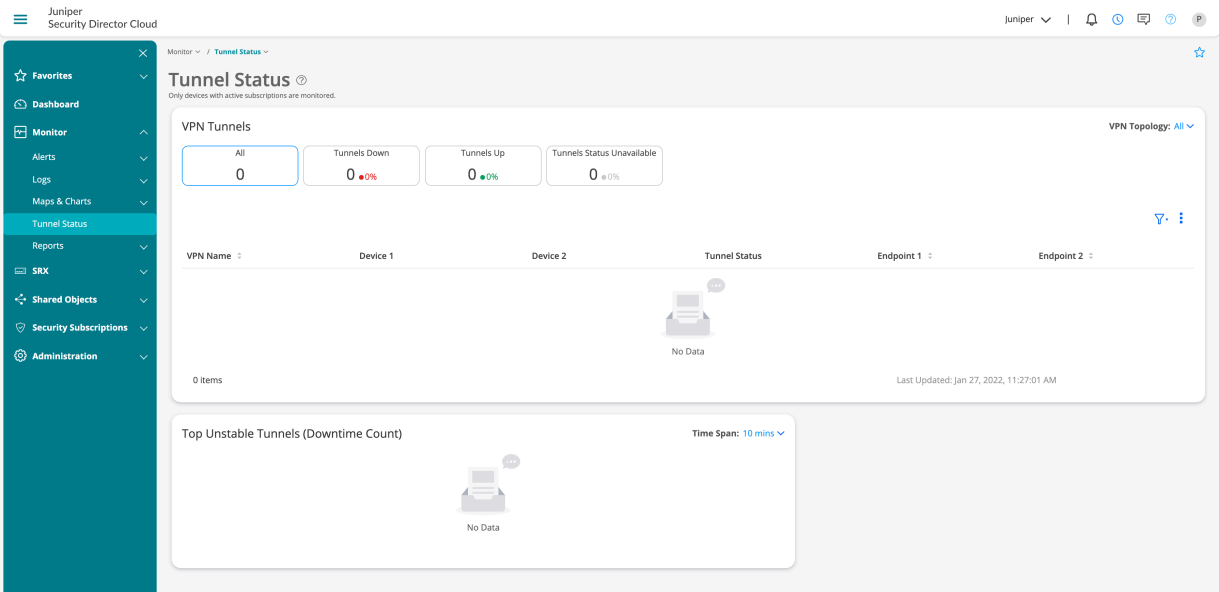 Juniper
Security Director Cloud
Juniper
P
Monitor / Tunnel Status
Favorites
Dashboard
Monitor
Alerts
Logs
Maps & Charts
Tunnel Status
Reports
SRX
Shared Objects
Security Subscriptions
Administration
Tunnel Status
Only devices with active subscriptions are monitored.
VPN Tunnels
VPN Topology: All
All
0
Tunnels Down
0 0%
Tunnels Up
0 0%
Tunnels Status Unavailable
0 0%
VPN Name Device 1 Device 2 Tunnel Status Endpoint 1 Endpoint 2
No Data
0 items
Last Updated: Jan 27, 2022, 11:27:01 AM
Top Unstable Tunnels (Downtime Count)
Time Span: 10 mins
No Data